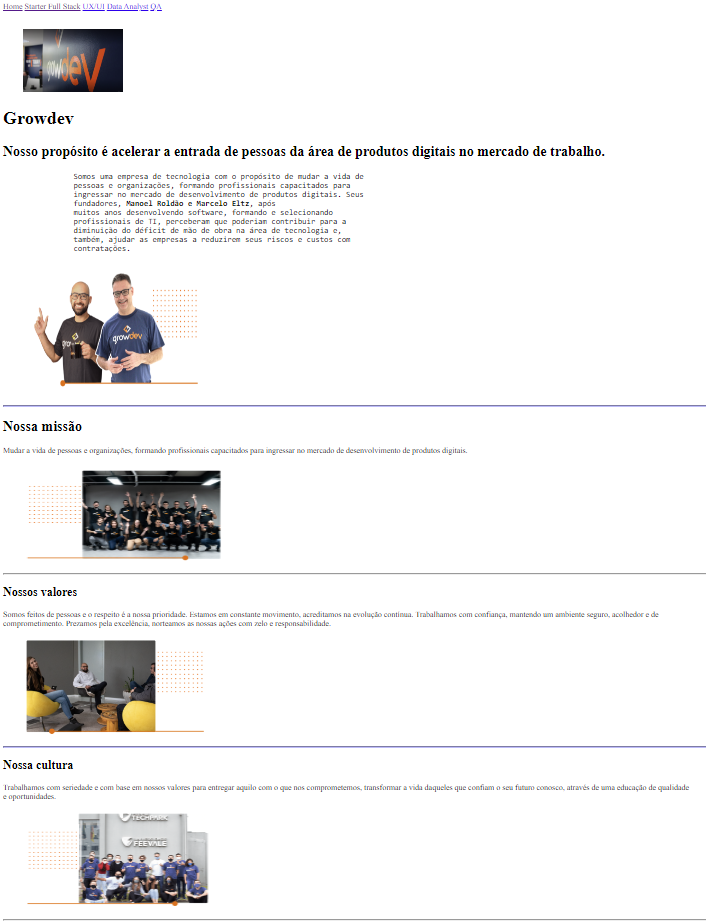 Home Starter Full Stack UX/UI Data Analyst QA
growdev
Growdev
Nosso propósito é acelerar a entrada de pessoas da área de produtos digitais no mercado de trabalho.
Somos uma empresa de tecnologia com o propósito de mudar a vida de
pessoas e organizações, formando profissionais capacitados para
ingressar no mercado de desenvolvimento de produtos digitais. Seus
fundadores, Manoel Roldão e Marcelo Eltz, após
muitos anos desenvolvendo software, formando e selecionando
profissionais de TI, perceberam que poderiam contribuir para a
diminuição do déficit de mão de obra na área de tecnologia e,
também, ajudar as empresas a reduzirem seus riscos e custos com
contratações.
growdev growdev
Nossa missão
Mudar a vida de pessoas e organizações, formando profissionais capacitados para ingressar no mercado de desenvolvimento de produtos digitais.
Nossos valores
Somos feitos de pessoas e o respeito é a nossa prioridade. Estamos em constante movimento, acreditamos na evolução contínua. Trabalhamos com confiança, mantendo um ambiente seguro, acolhedor e de
comprometimento. Prezamos pela excelência, norteamos as nossas ações com zelo e responsabilidade.
Nossa cultura
Trabalhamos com seriedade e com base em nossos valores para entregar aquilo com o que nos comprometemos, transformar a vida daqueles que confiam o seu futuro conosco, através de uma educação de qualidade
e oportunidades.
TECHPARK
FEEVALE